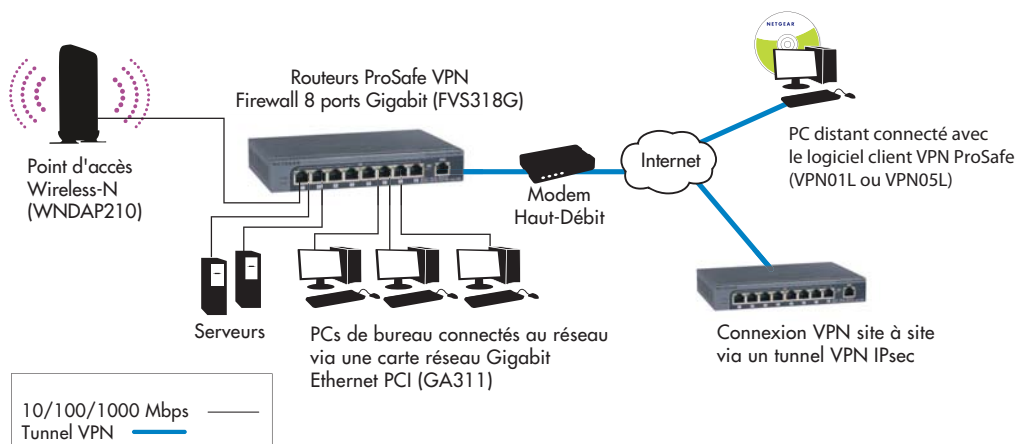 NETGEAR
Routeurs ProSafe VPN
Firewall 8 ports Gigabit (FVS318G)
Point d'accès
Wireless-N
(WNDAP210)
Internet
PC distant connecté avec
le logiciel client VPN ProSafe
(VPN01L ou VPN05L)
Modem
Haut-Débit
Serveurs
PCs de bureau connectés au réseau
via une carte réseau Gigabit
Ethernet PCI (GA311)
Connexion VPN site à site
via un tunnel VPN IPsec
10/100/1000 Mbps
Tunnel VPN